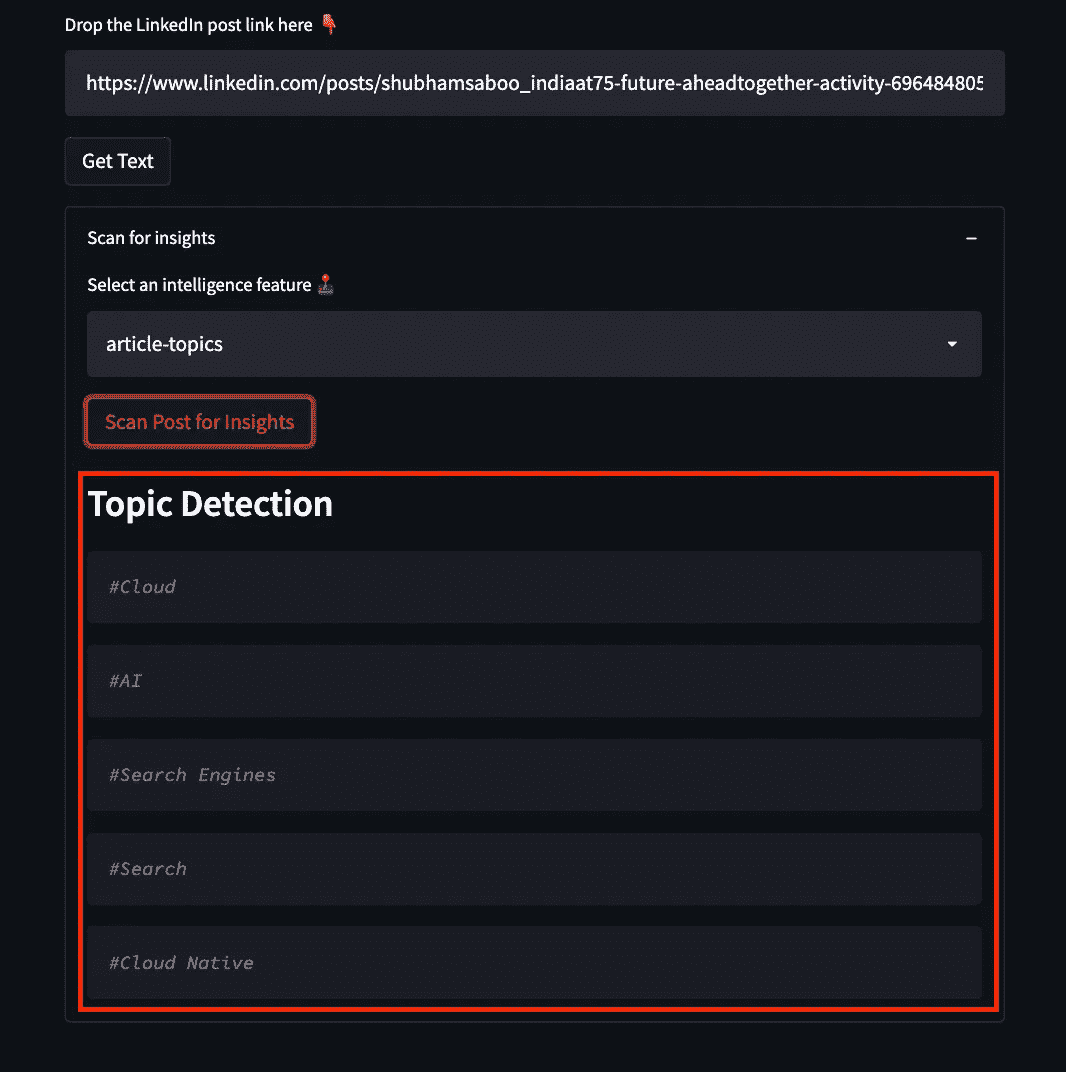 Drop the LinkedIn post link here 👇
https://www.linkedin.com/posts/shubhamsaboo_indiaat75-future-aheadtogether-activity-696484805
Get Text
Scan for insights
Select an intelligence feature 🕹️
article-topics
Scan Post for Insights
Topic Detection
#Cloud
#AI
#Search Engines
#Search
#Cloud Native